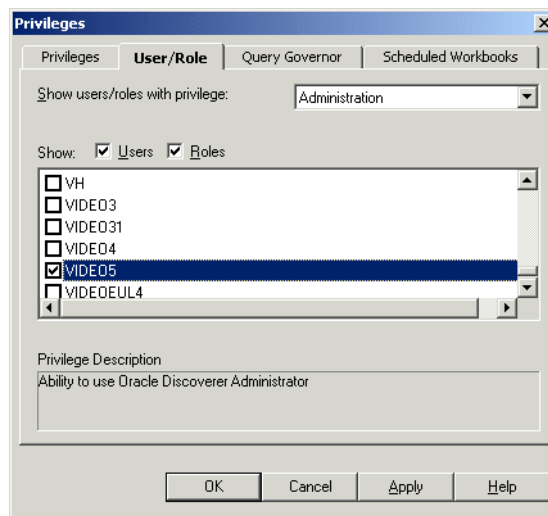 Privileges
Privileges User/Role Query Governor Scheduled Workbooks
Show users/roles with privilege: Administration
Show: Users Roles
VH
VIDEO3
VIDEO31
VIDEO4
VIDEO5
VIDEOEUL4
Privilege Description
Ability to use Oracle Discoverer Administrator
OK Cancel Apply Help